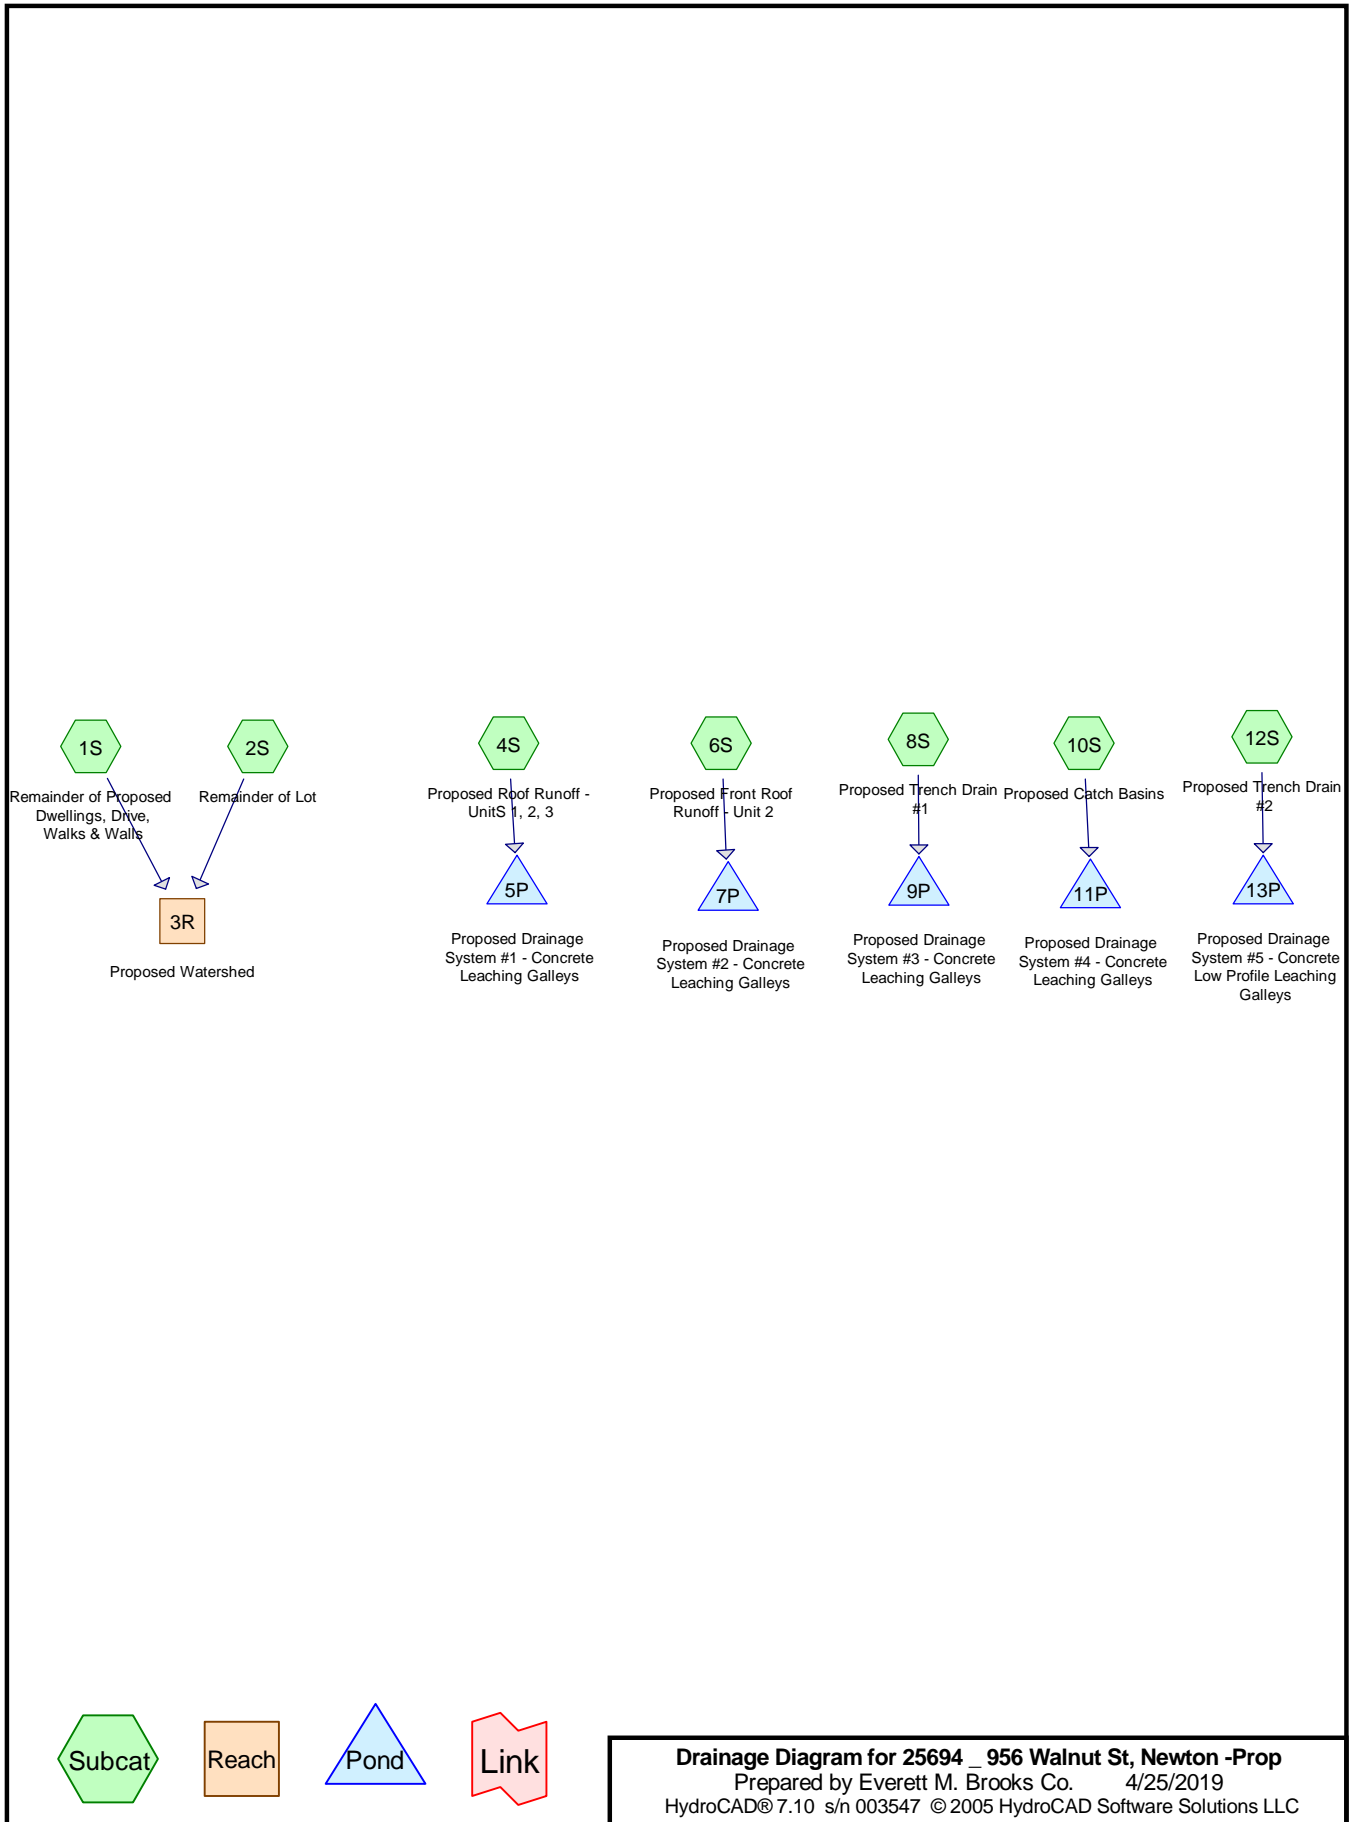 1S
Remainder of Proposed
Dwellings, Drive,
Walks & Walls
2S
Remainder of Lot
3R
Proposed Watershed
4S
Proposed Roof Runoff -
UnitS 1, 2, 3
5P
Proposed Drainage
System #1 - Concrete
Leaching Galleys
6S
Proposed Front Roof
Runoff - Unit 2
7P
Proposed Drainage
System #2 - Concrete
Leaching Galleys
8S
Proposed Trench Drain
#1
9P
Proposed Drainage
System #3 - Concrete
Leaching Galleys
10S
Proposed Catch Basins
11P
Proposed Drainage
System #4 - Concrete
Leaching Galleys
12S
Proposed Trench Drain
#2
13P
Proposed Drainage
System #5 - Concrete
Low Profile Leaching
Galleys
Subcat
Reach
Pond
Link
Drainage Diagram for 25694 _ 956 Walnut St, Newton -Prop
Prepared by Everett M. Brooks Co. 4/25/2019
HydroCAD® 7.10 s/n 003547 © 2005 HydroCAD Software Solutions LLC